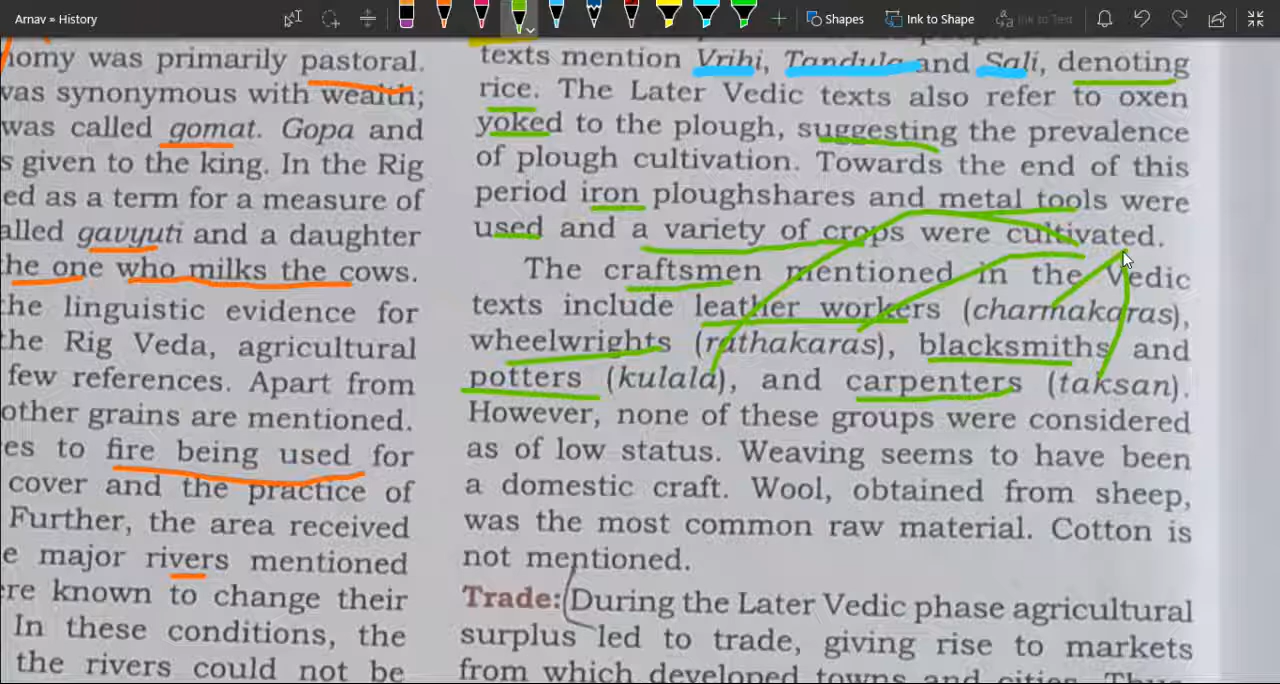 Arnav » History
Shapes
Ink to Shape
Ink to Text
nomy was primarily pastoral.
was synonymous with wealth;
was called gomat. Gopa and
s given to the king. In the Rig
ed as a term for a measure of
alled gavyuti and a daughter
the one who milks the cows.
the linguistic evidence for
the Rig Veda, agricultural
few references. Apart from
other grains are mentioned.
es to fire being used for
cover and the practice of
Further, the area received
e major rivers mentioned
ere known to change their
In these conditions, the
the rivers could not be
texts mention Vrihi, Tandula and Sali, denoting
rice. The Later Vedic texts also refer to oxen
yoked to the plough, suggesting the prevalence
of plough cultivation. Towards the end of this
period iron ploughshares and metal tools were
used and a variety of crops were cultivated.
The craftsmen mentioned in the Vedic
texts include leather workers (charmakaras),
wheelwrights (rathakaras), blacksmiths and
potters (kulala), and carpenters (taksan).
However, none of these groups were considered
as of low status. Weaving seems to have been
a domestic craft. Wool, obtained from sheep,
was the most common raw material. Cotton is
not mentioned.
Trade: During the Later Vedic phase agricultural
surplus led to trade, giving rise to markets
from which developed towns and cities. Thus